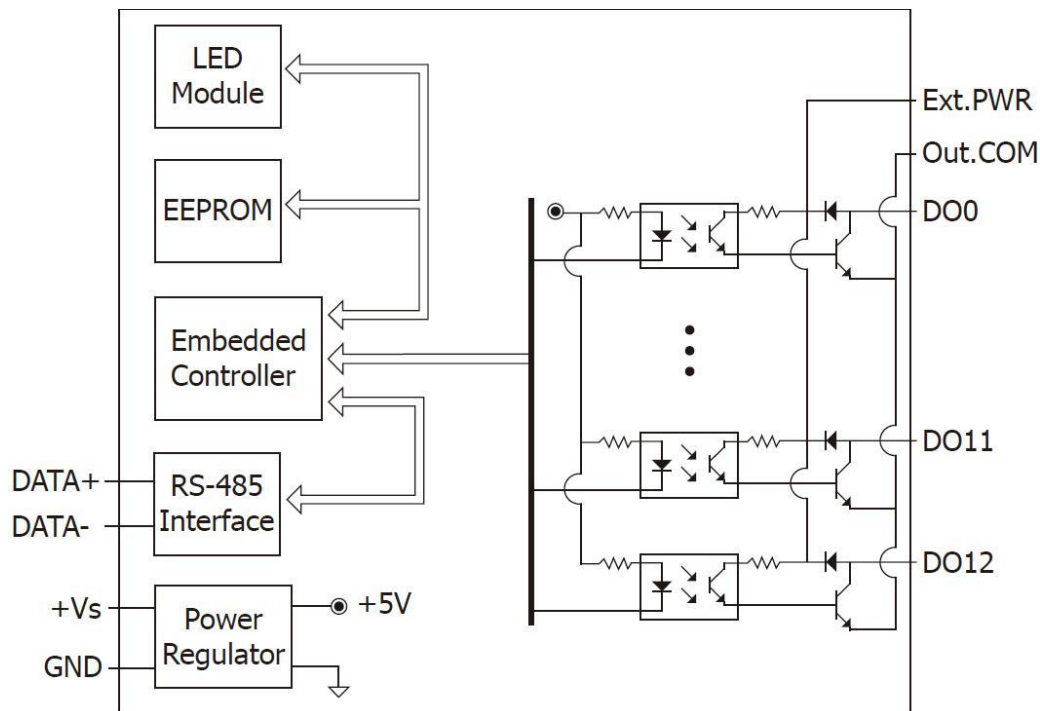 LED
Module
EEPROM
Embedded
Controller
DATA+
DATA-
RS-485
Interface
+Vs
GND
Power
Regulator
+5V
Ext.PWR
Out.COM
DO0
DO11
DO12